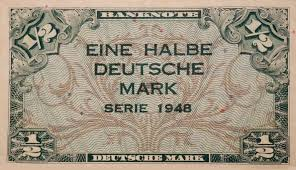 BANKNOTE
1/2 1/2
EINE HALBE
DEUTSCHE
MARK
SERIE 1948
1/2 1/2
DEUTSCHE MARK